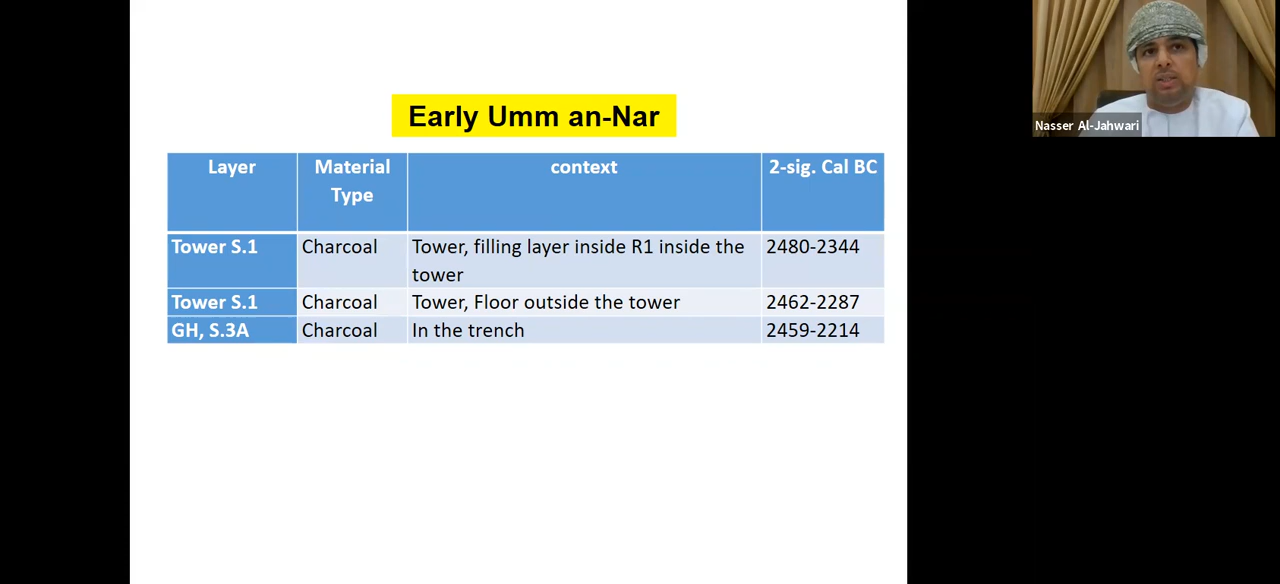 Early Umm an-Nar
Layer
Material
Type
context
2-sig. Cal BC
Tower S.1
Charcoal
Tower, filling layer inside R1 inside the
tower
2480-2344
Tower S.1
Charcoal
Tower, Floor outside the tower
2462-2287
GH, S.3A
Charcoal
In the trench
2459-2214
Nasser Al-Jahwari